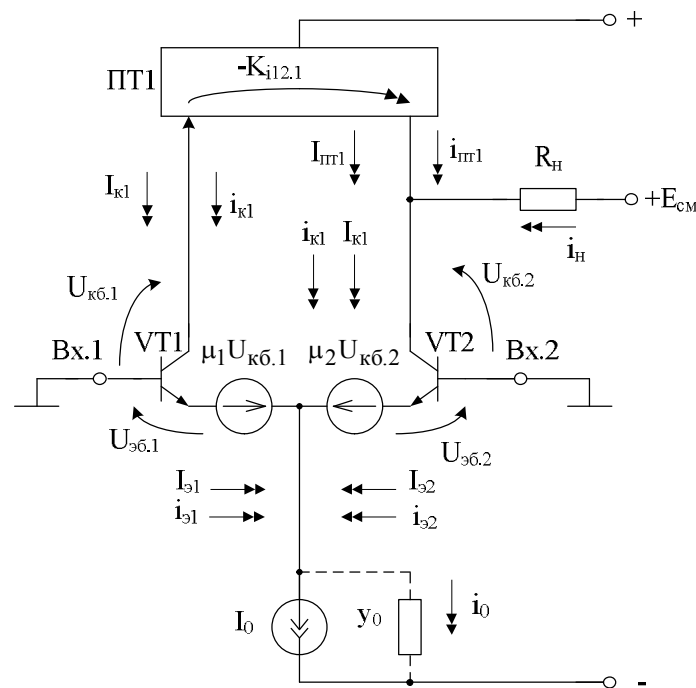 +
ПТ1
-Ki12.1
Iпт1
iпт1
Rн
+Eсм
iн
Iк1
iк1
iк1
Iк1
Uкб.1
Uкб.2
Вх.1
VT1
μ1Uкб.1
μ2Uкб.2
VT2
Вх.2
Uэб.1
Uэб.2
Iэ1
Iэ2
iэ1
iэ2
I0
y0
i0
-